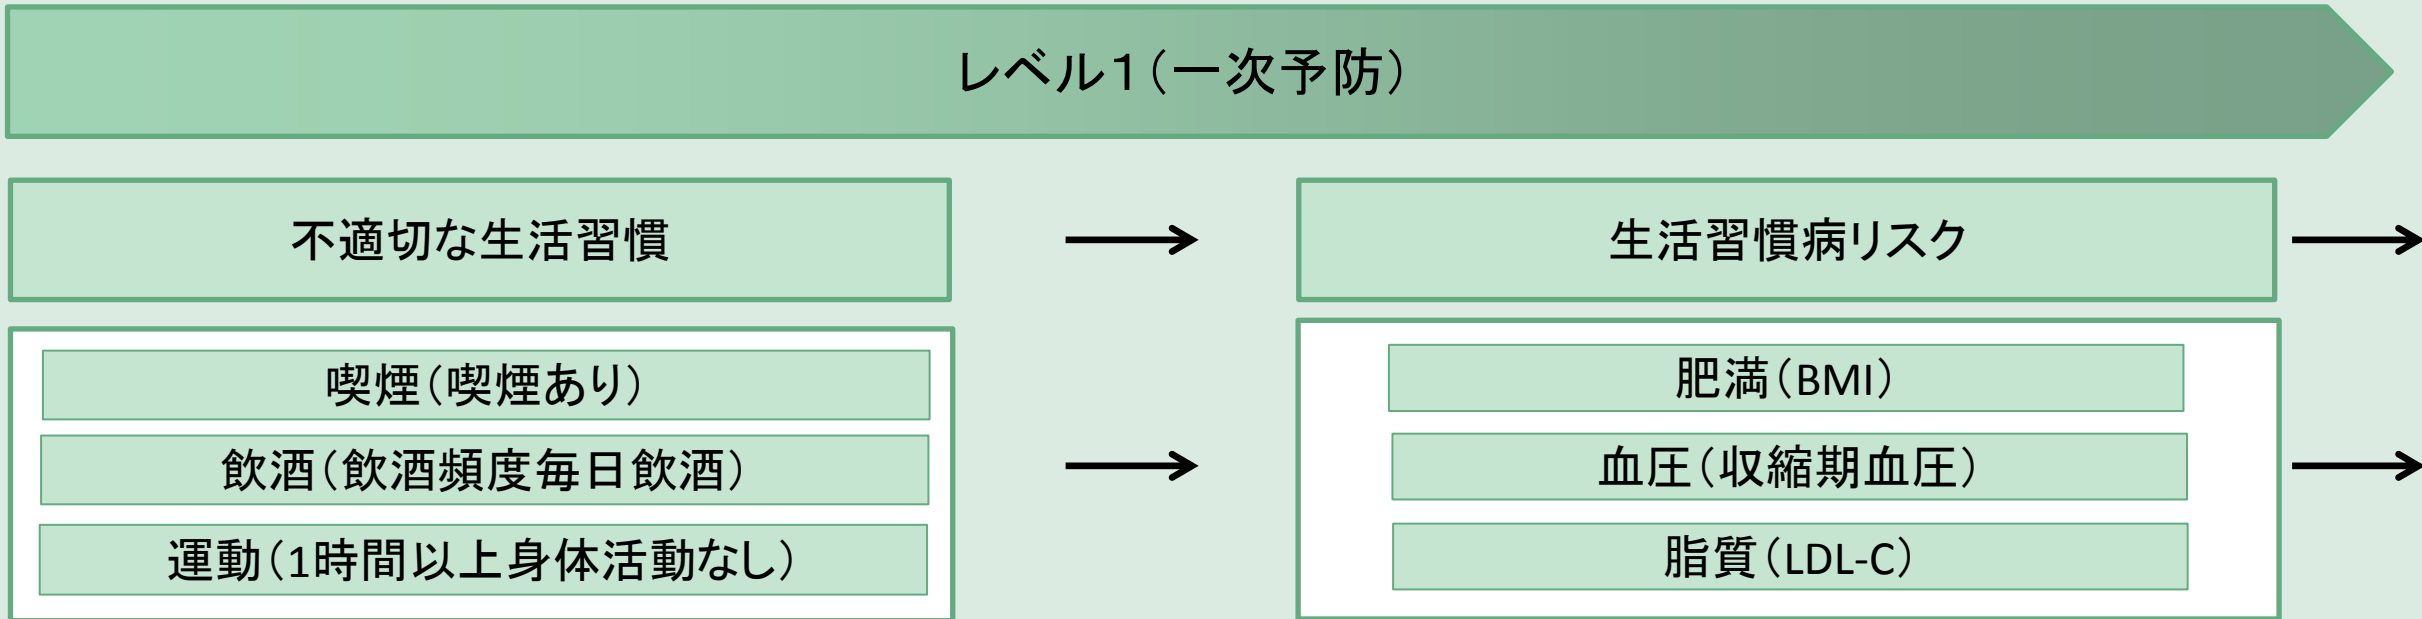 レベル1(一次予防)
不適切な生活習慣
生活習慣病リスク
喫煙(喫煙あり)
飲酒(飲酒頻度毎日飲酒)
運動(1時間以上身体活動なし)
肥満(BMI)
血圧(収縮期血圧)
脂質(LDL-C)